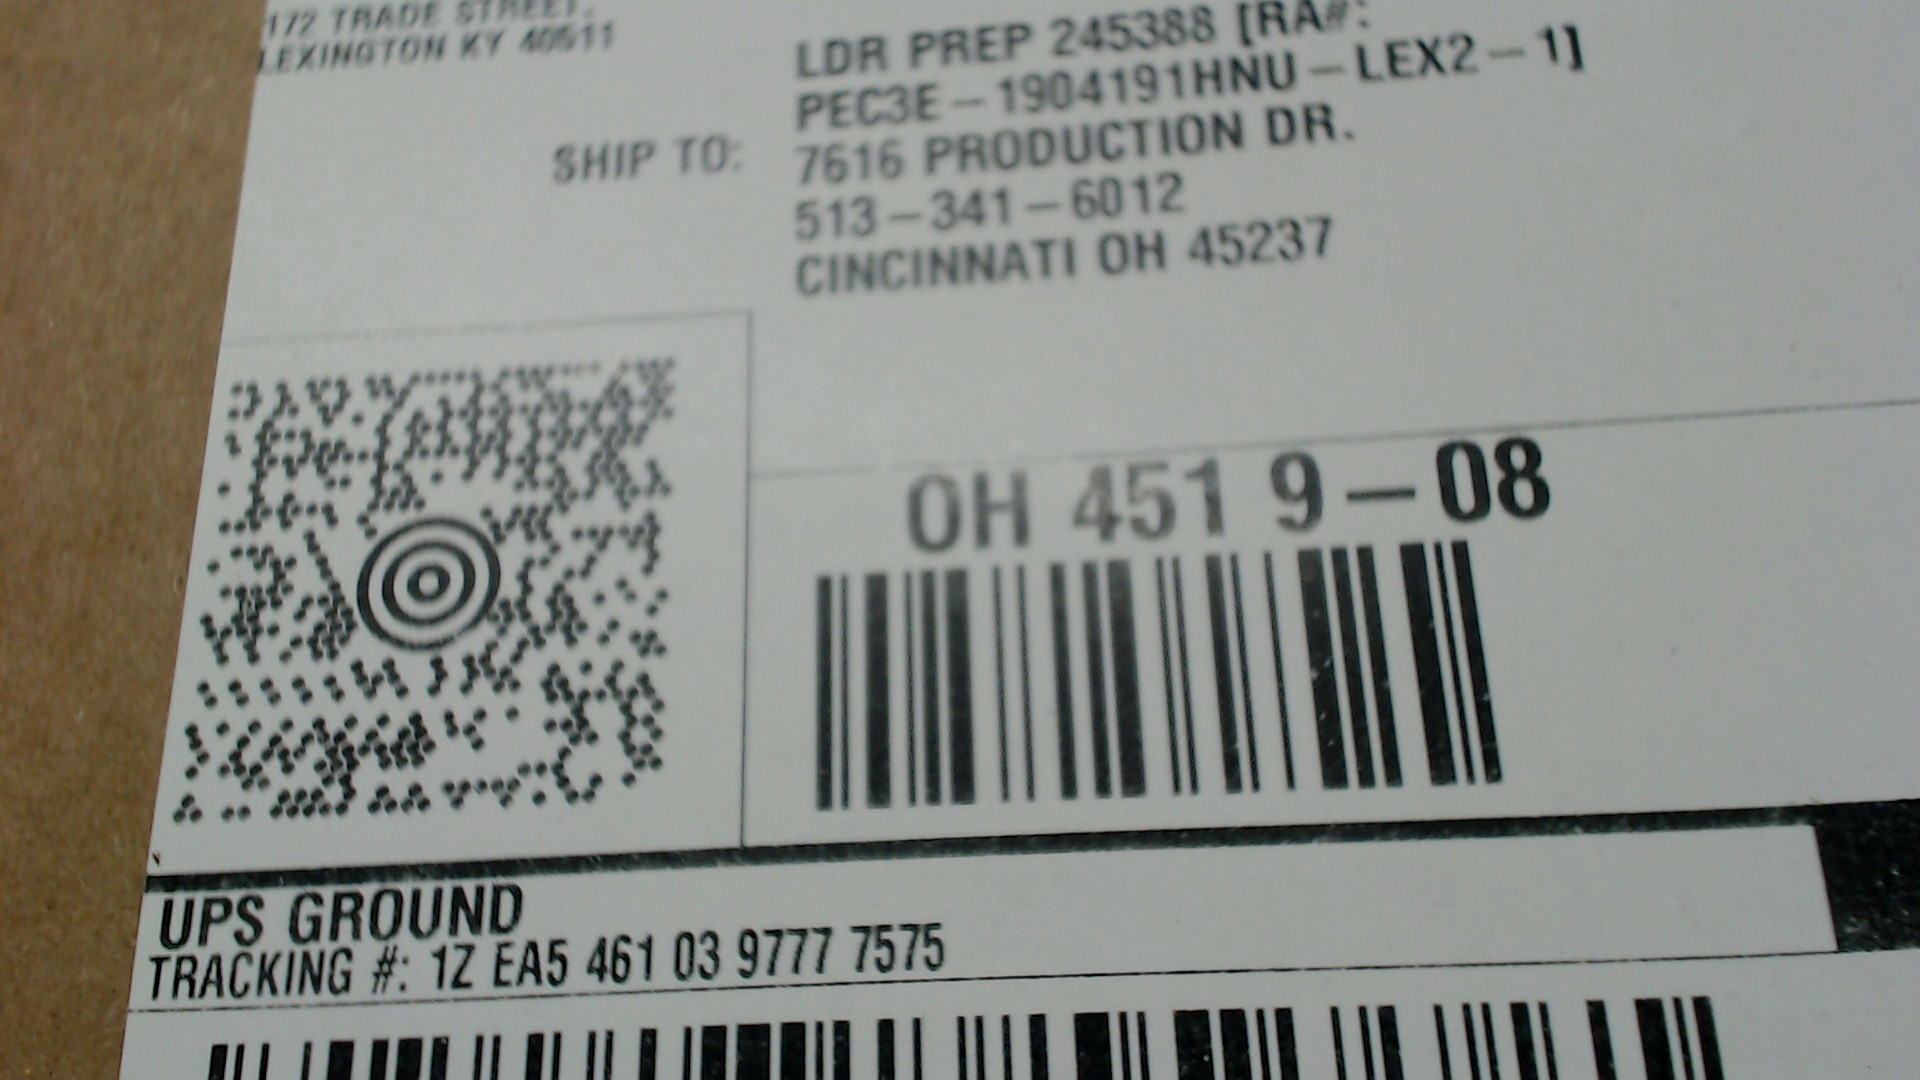 172 TRADE STREET,
LEXINGTON KY 40511
LDR PREP 245388 [RA#:
PEC3E-1904191HNU-LEX2-1]
SHIP TO: 7616 PRODUCTION DR.
513-341-6012
CINCINNATI OH 45237
OH 451 9-08
UPS GROUND
TRACKING #: 1Z EA5 461 03 9777 7575